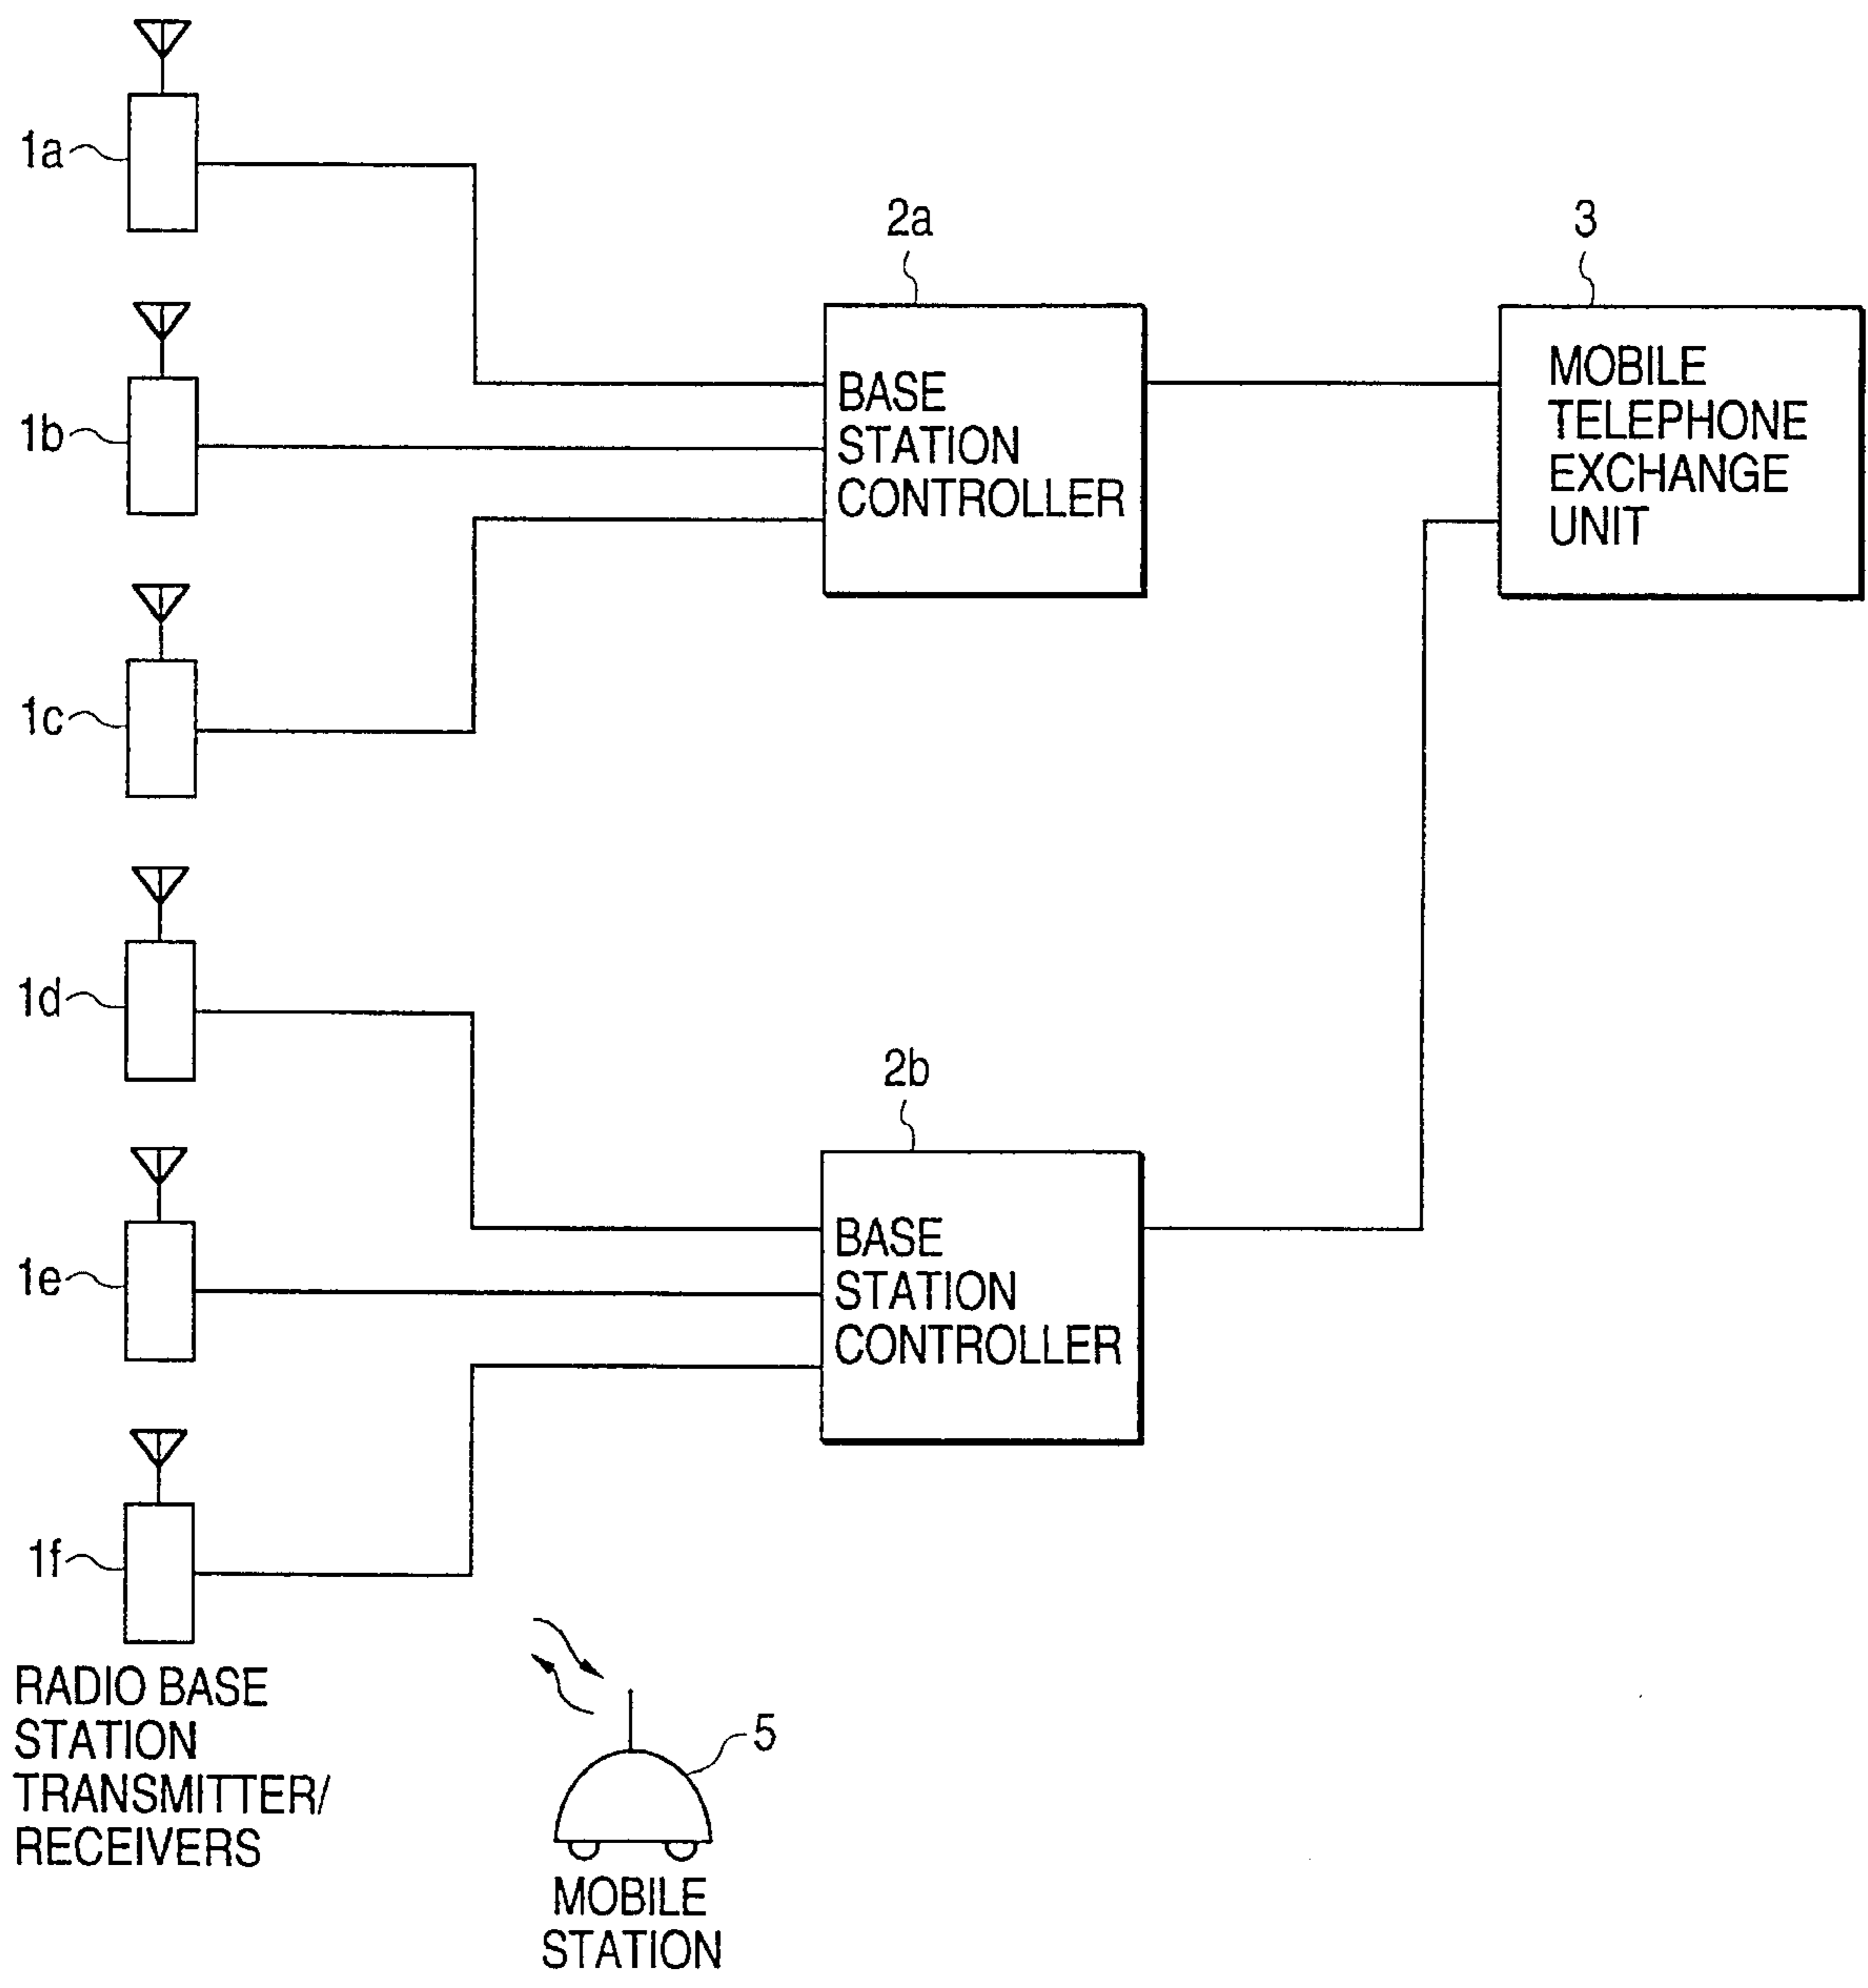 1a
2a
3
1b
BASE
STATION
CONTROLLER
MOBILE
TELEPHONE
EXCHANGE
UNIT
1c
1d
2b
1e
BASE
STATION
CONTROLLER
1f
RADIO BASE
STATION
TRANSMITTER/
RECEIVERS
5
MOBILE
STATION